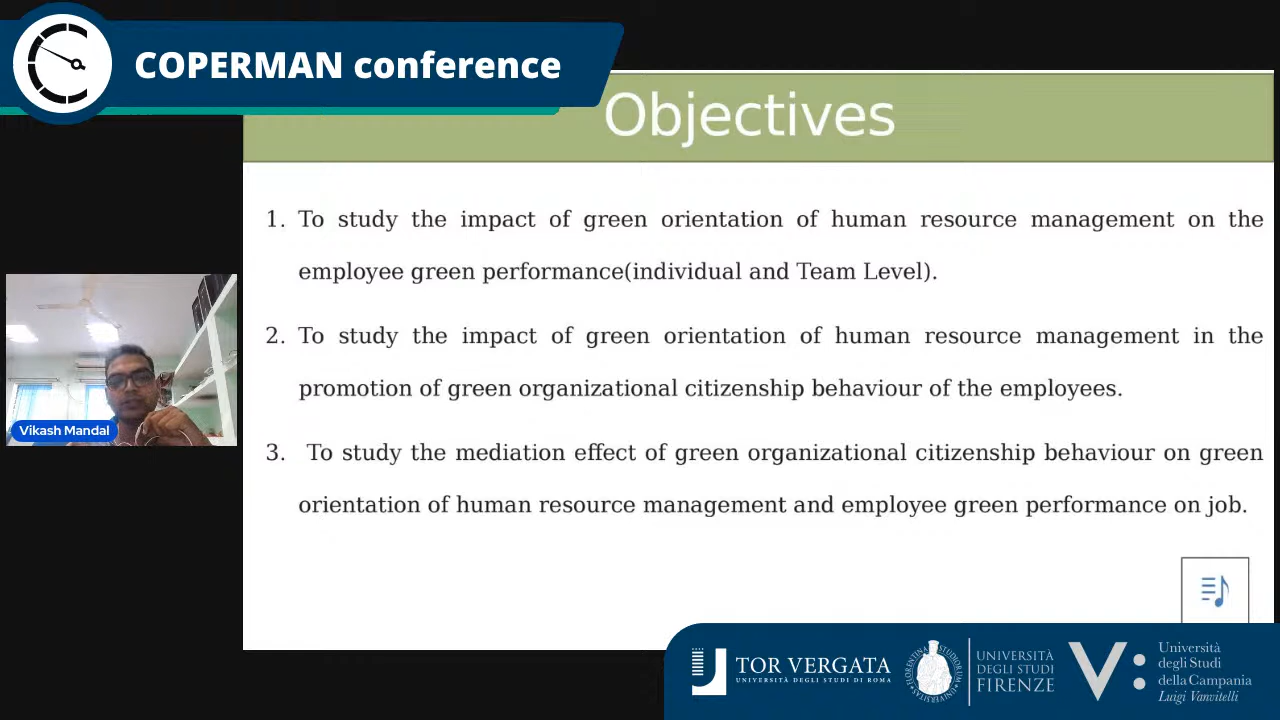 COPERMAN conference
Objectives
1. To study the impact of green orientation of human resource management on the
employee green performance(individual and Team Level).
2. To study the impact of green orientation of human resource management in the
promotion of green organizational citizenship behaviour of the employees.
3. To study the mediation effect of green organizational citizenship behaviour on green
orientation of human resource management and employee green performance on job.
Vikash Mandal
TOR VERGATA
UNIVERSITÀ DEGLI STUDI DI ROMA
FLORENTINA STUDIORUM UNIVERSITAS
UNIVERSITÀ
DEGLI STUDI
FIRENZE
V:
Università
degli Studi
della Campania
Luigi Vanvitelli